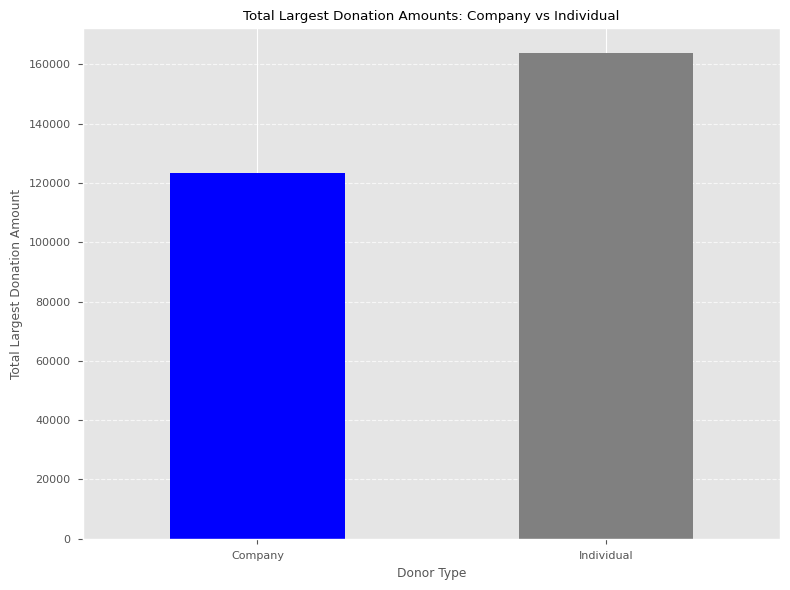 Total Largest Donation Amounts: Company vs Individual
Total Largest Donation Amount
160000
140000
120000
100000
80000
60000
40000
20000
0
Company
Individual
Donor Type